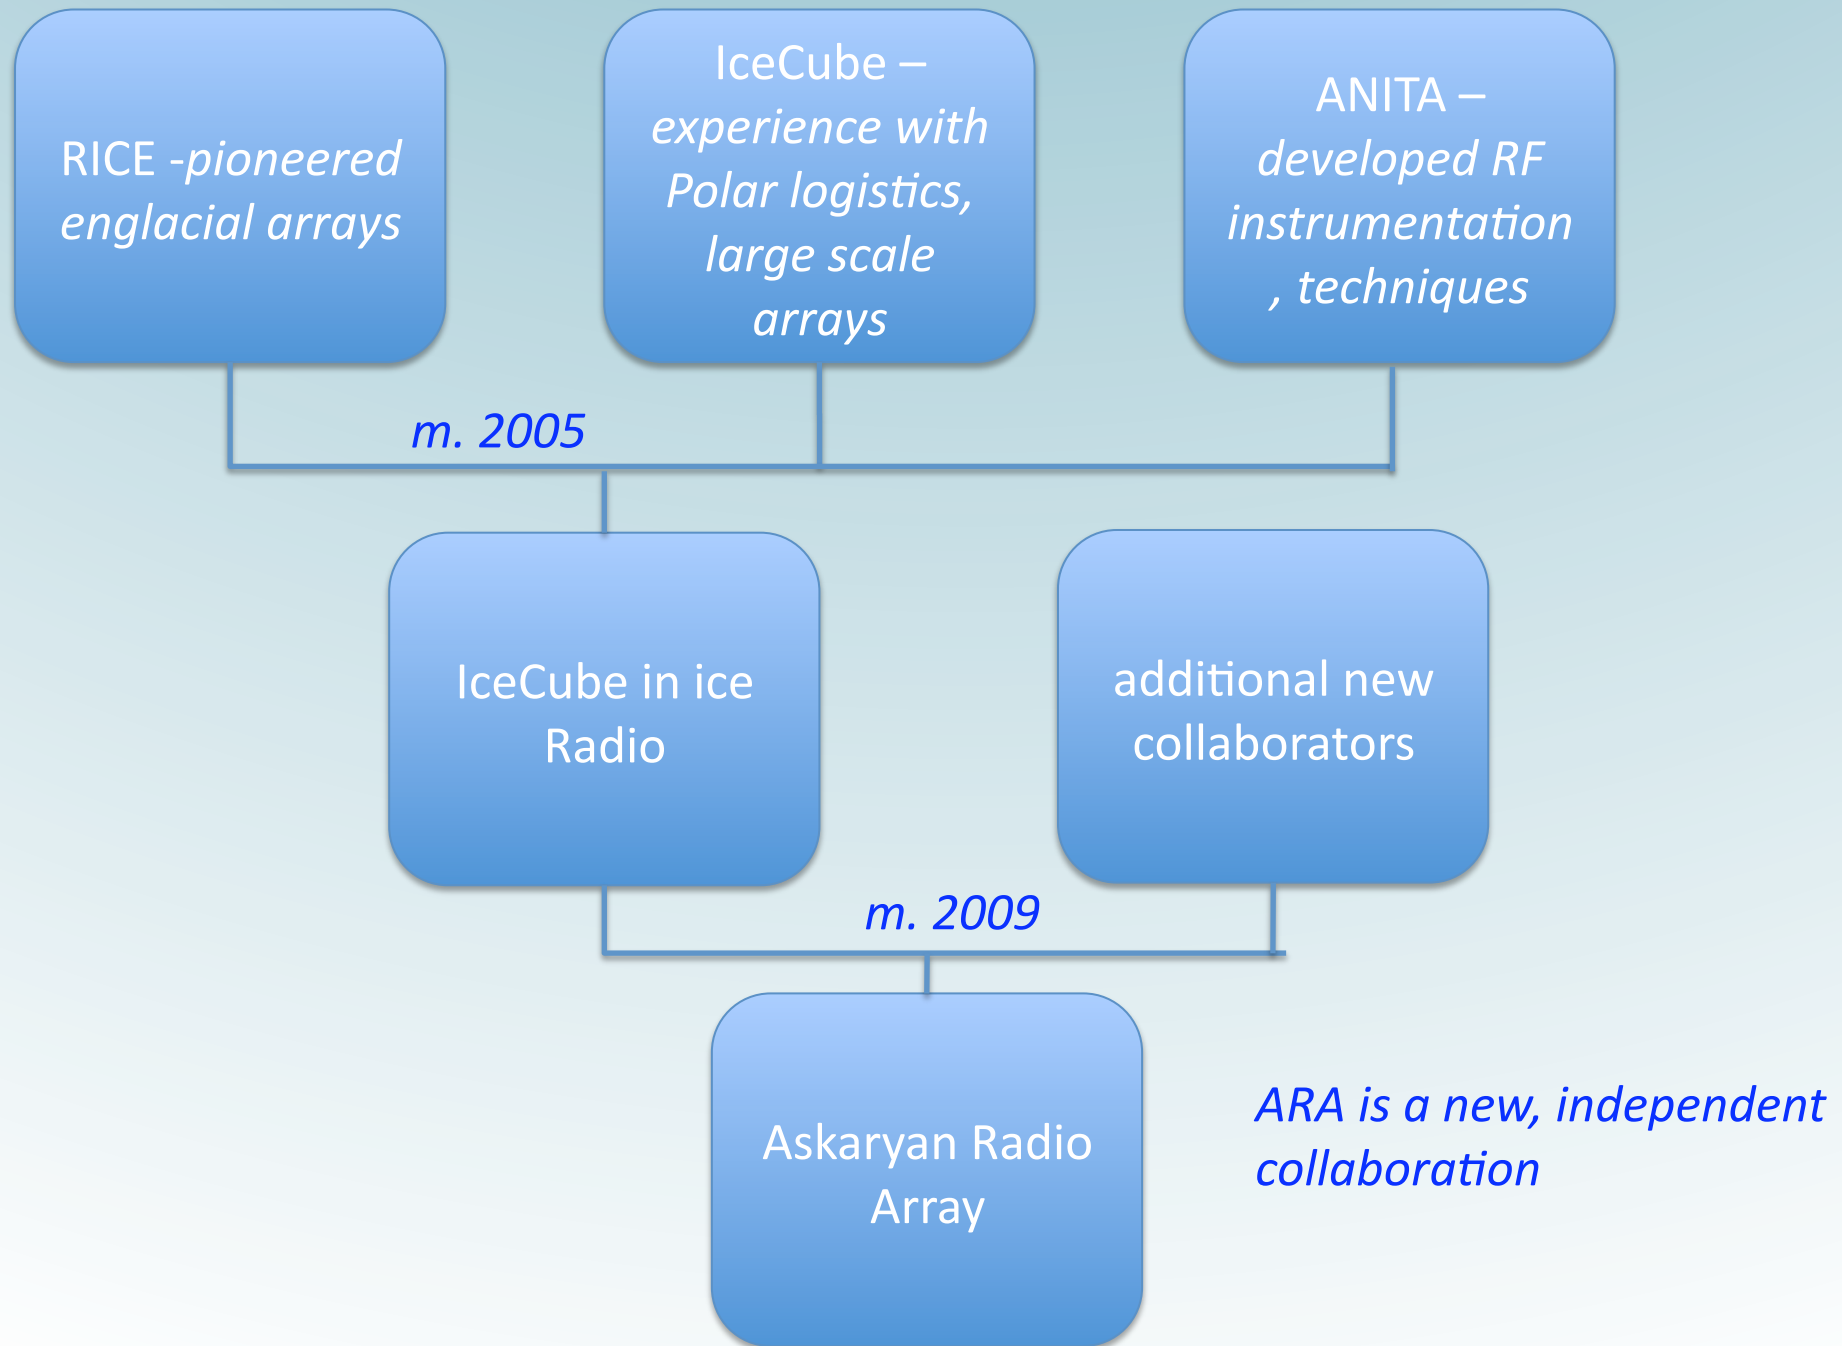 RICE -pioneered
englacial arrays
IceCube –
experience with
Polar logistics,
large scale
arrays
ANITA –
developed RF
instrumentation
, techniques
m. 2005
IceCube in ice
Radio
additional new
collaborators
m. 2009
Askaryan Radio
Array
ARA is a new, independent
collaboration